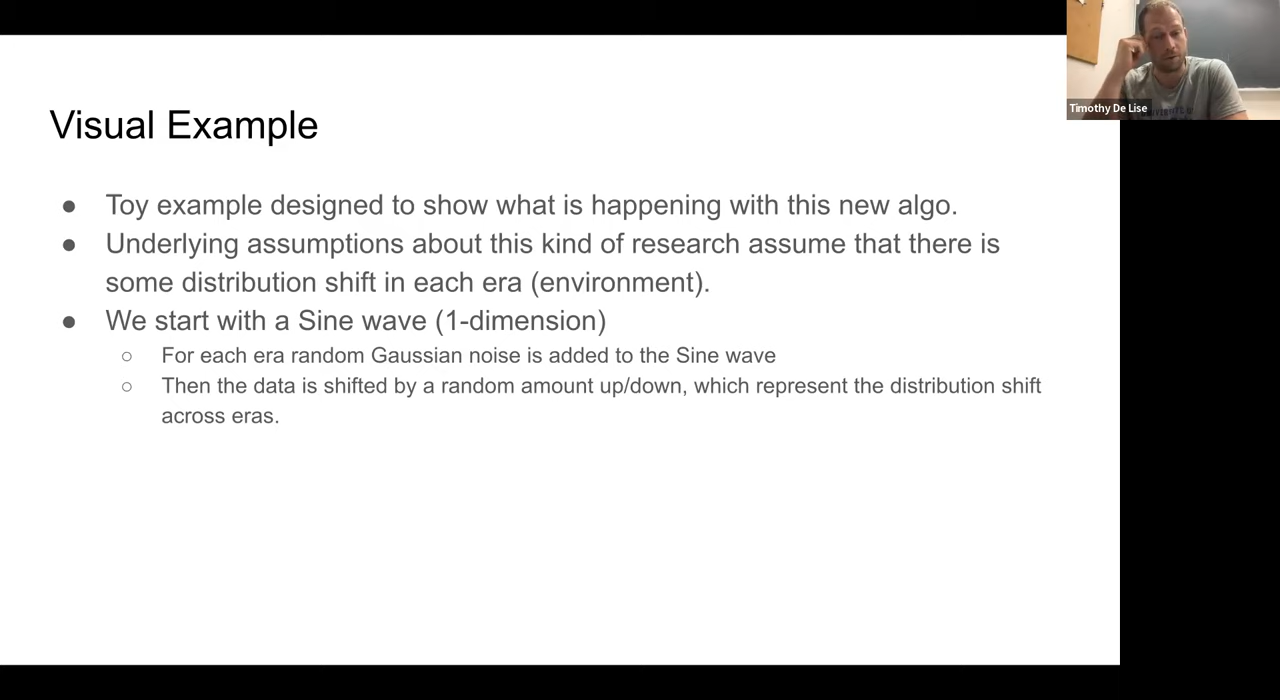 Timothy De Lise
Visual Example
● Toy example designed to show what is happening with this new algo.
● Underlying assumptions about this kind of research assume that there is
some distribution shift in each era (environment).
● We start with a Sine wave (1-dimension)
○ For each era random Gaussian noise is added to the Sine wave
○ Then the data is shifted by a random amount up/down, which represent the distribution shift
across eras.